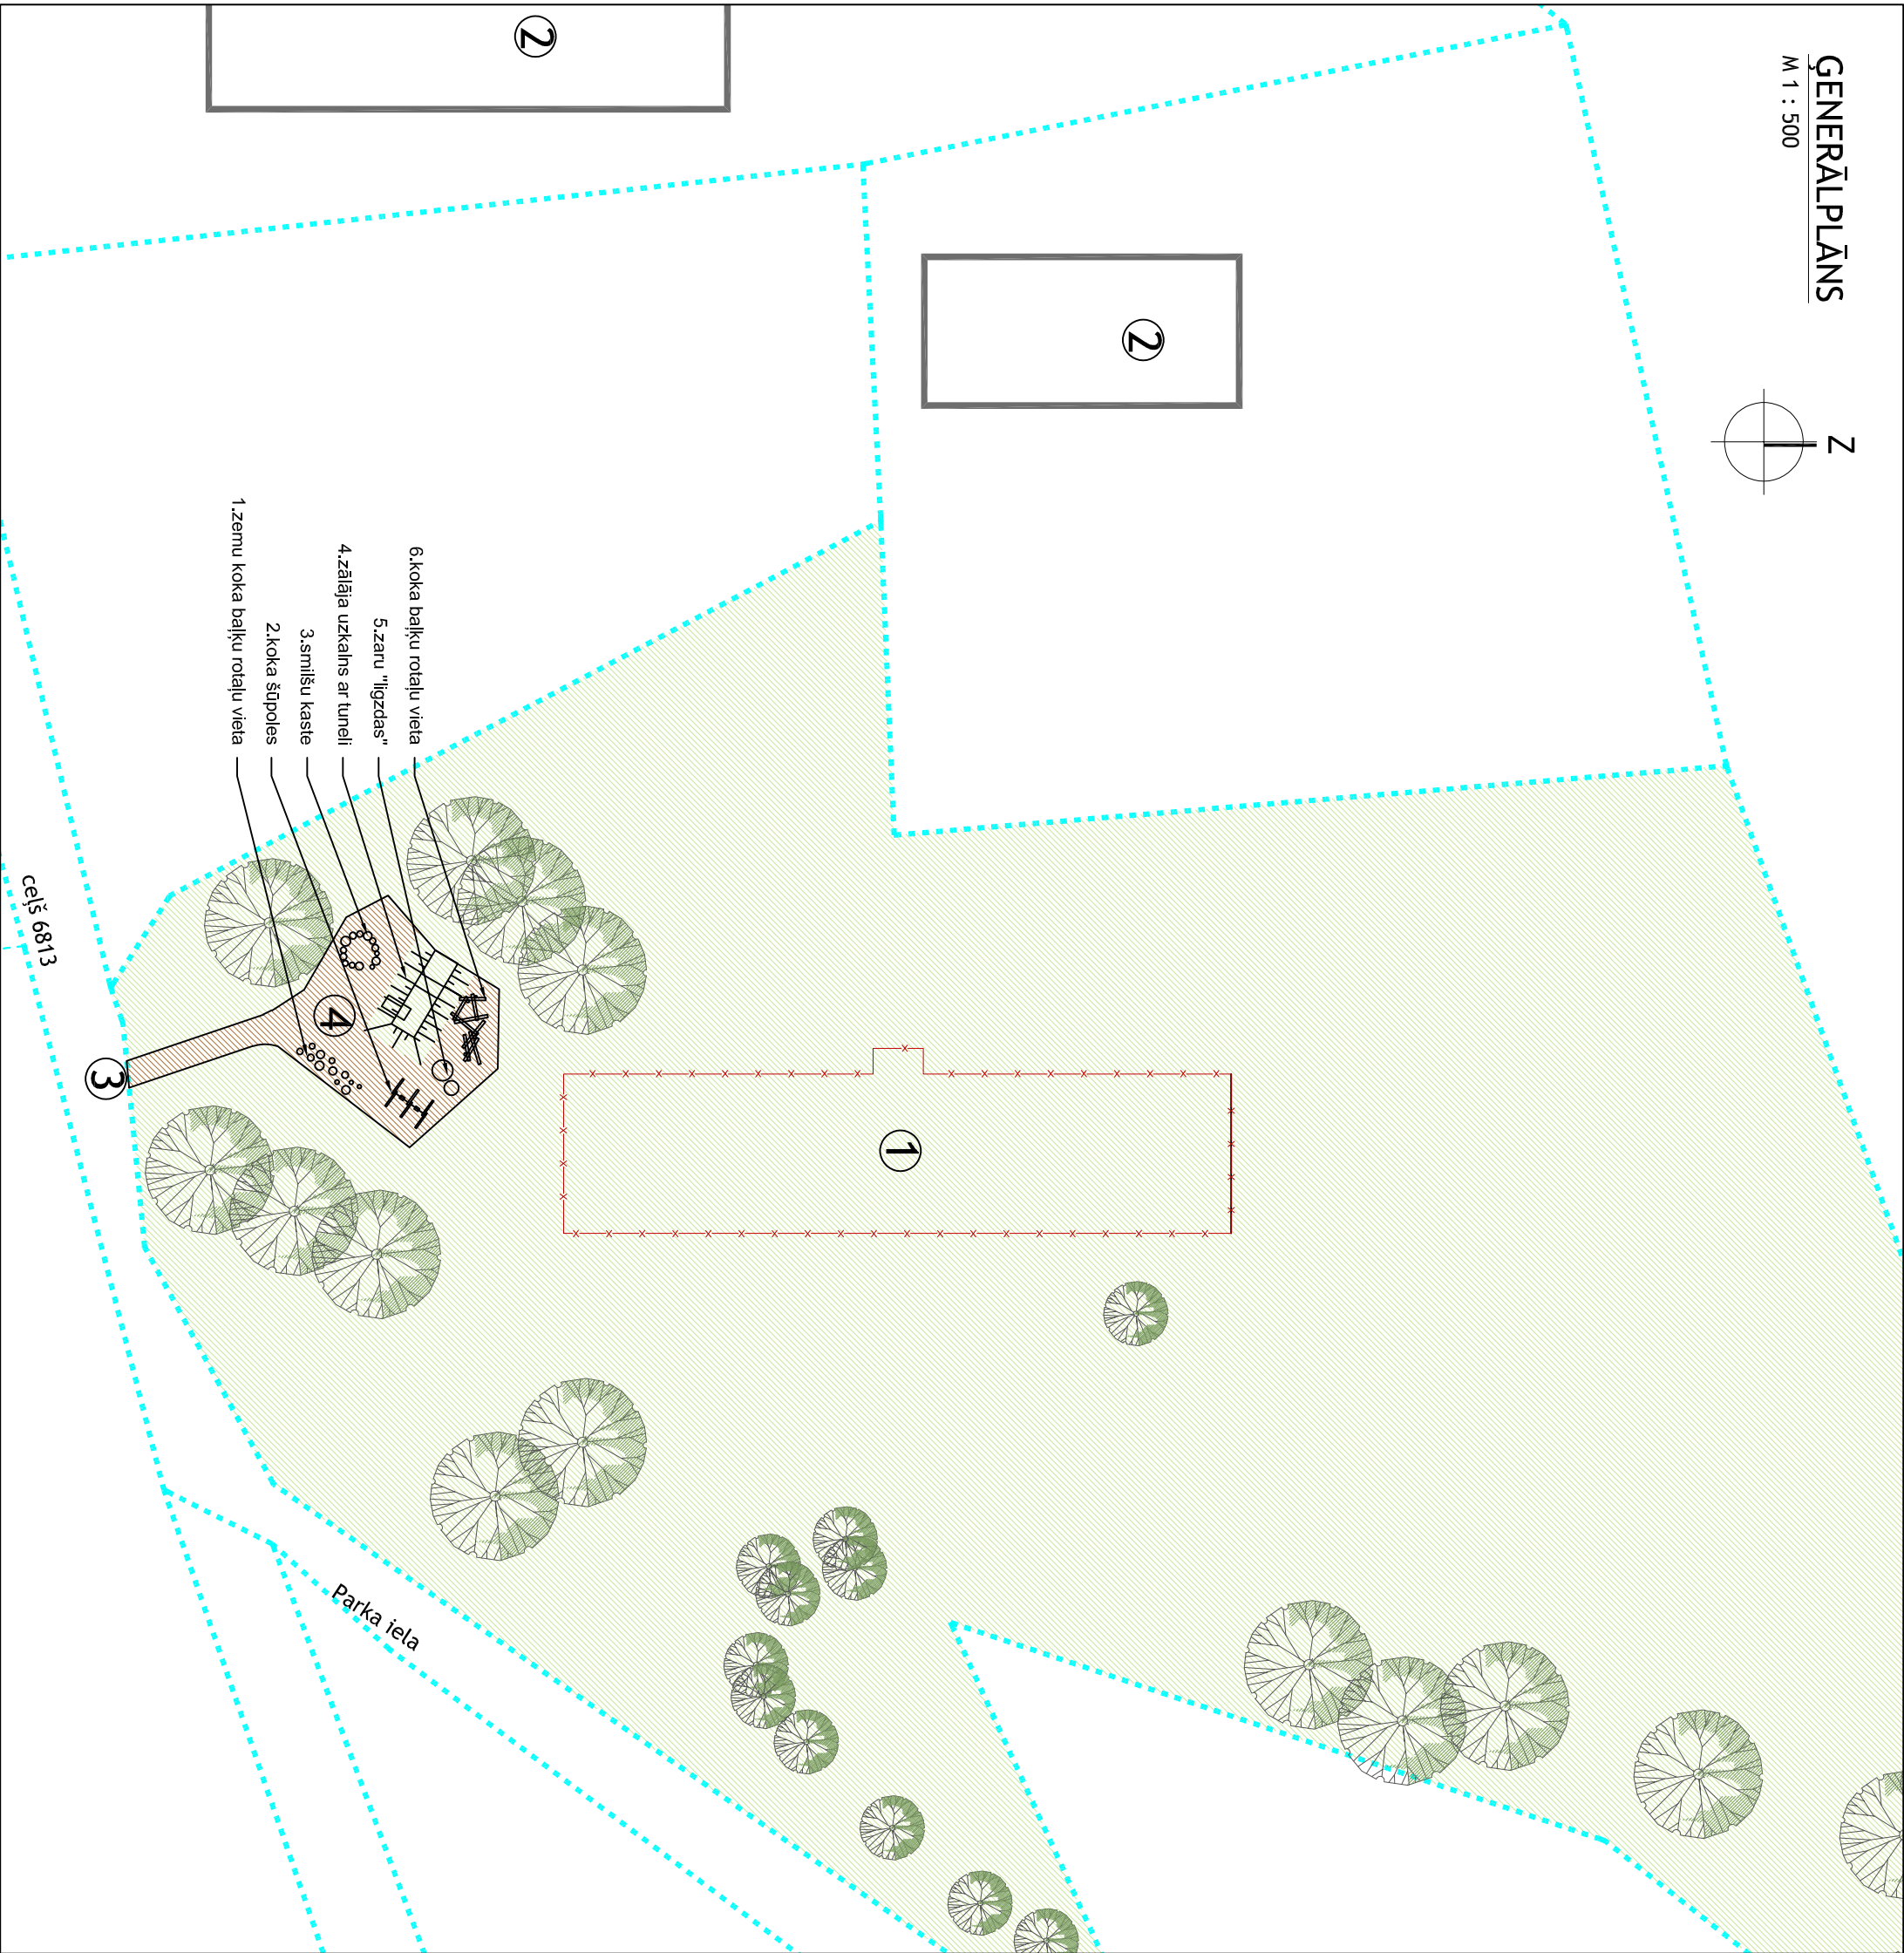 ĢENERĀLPLĀNS
M 1 : 500
Z
2
2
6.koka baļķu rotaļu vieta
5.zaru "ligzdas"
4.zālāja uzkalns ar tuneli
3.smilšu kaste
2.koka šūpoles
1.zemu koka baļķu rotaļu vieta
1
4
3
ceļš 6813
Parka iela